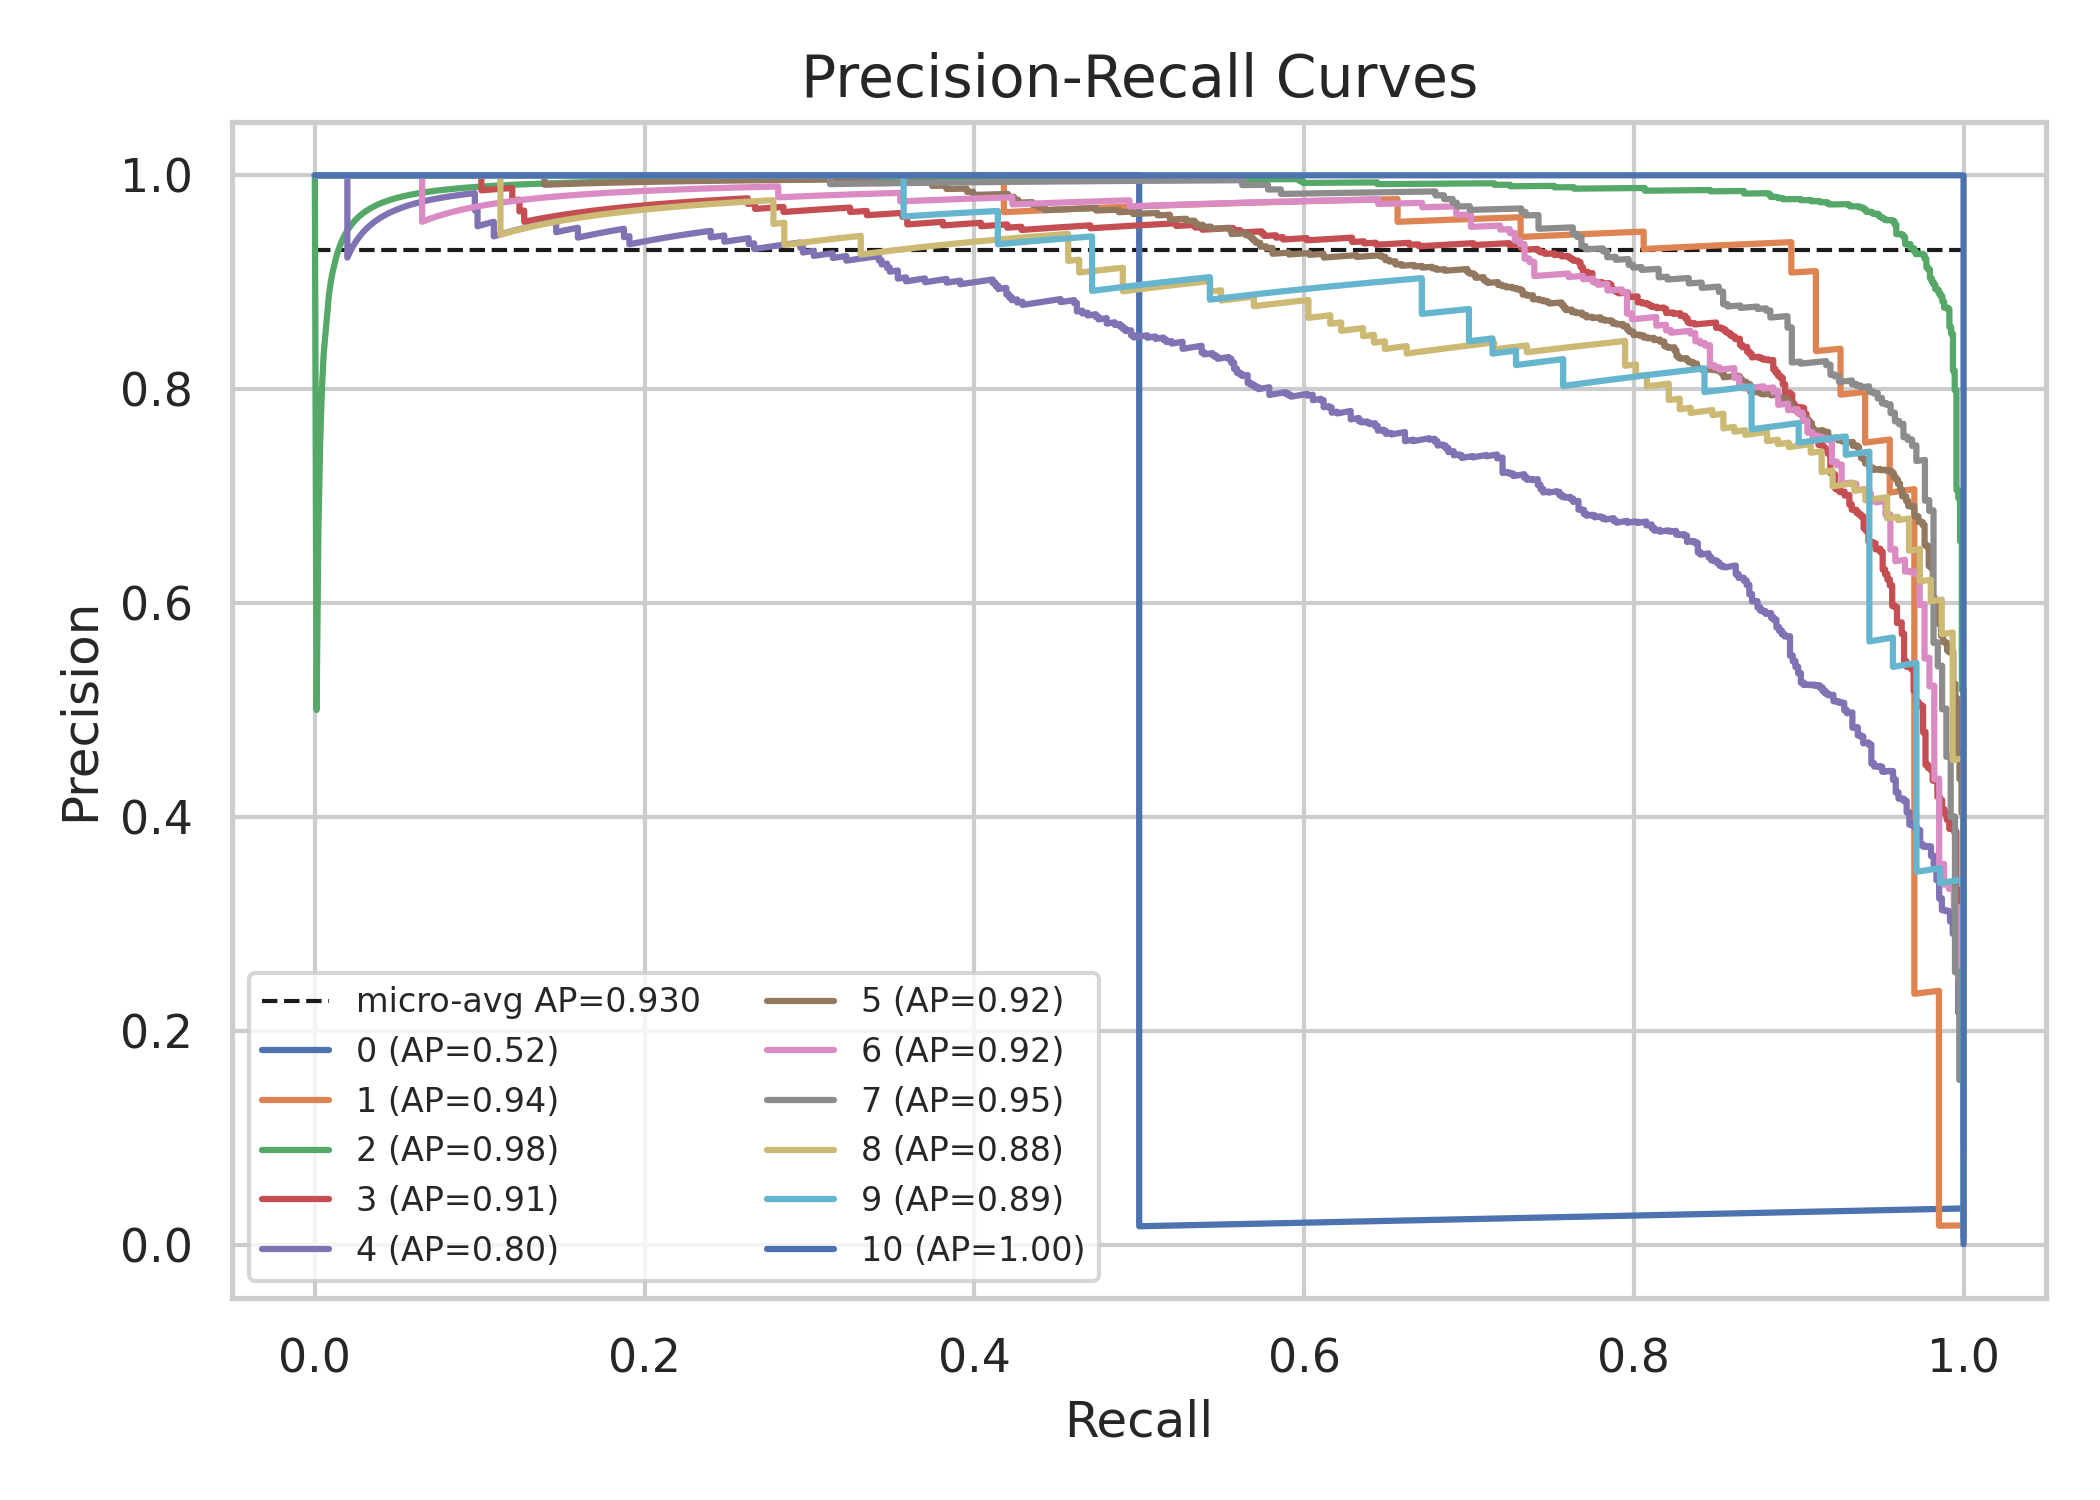 Precision-Recall Curves
1.0
0.8
0.6
0.4
0.2
0.0
Precision
micro-avg AP=0.930
0 (AP=0.52)
1 (AP=0.94)
2 (AP=0.98)
3 (AP=0.91)
4 (AP=0.80)
5 (AP=0.92)
6 (AP=0.92)
7 (AP=0.95)
8 (AP=0.88)
9 (AP=0.89)
10 (AP=1.00)
0.0 0.2 0.4 0.6 0.8 1.0
Recall